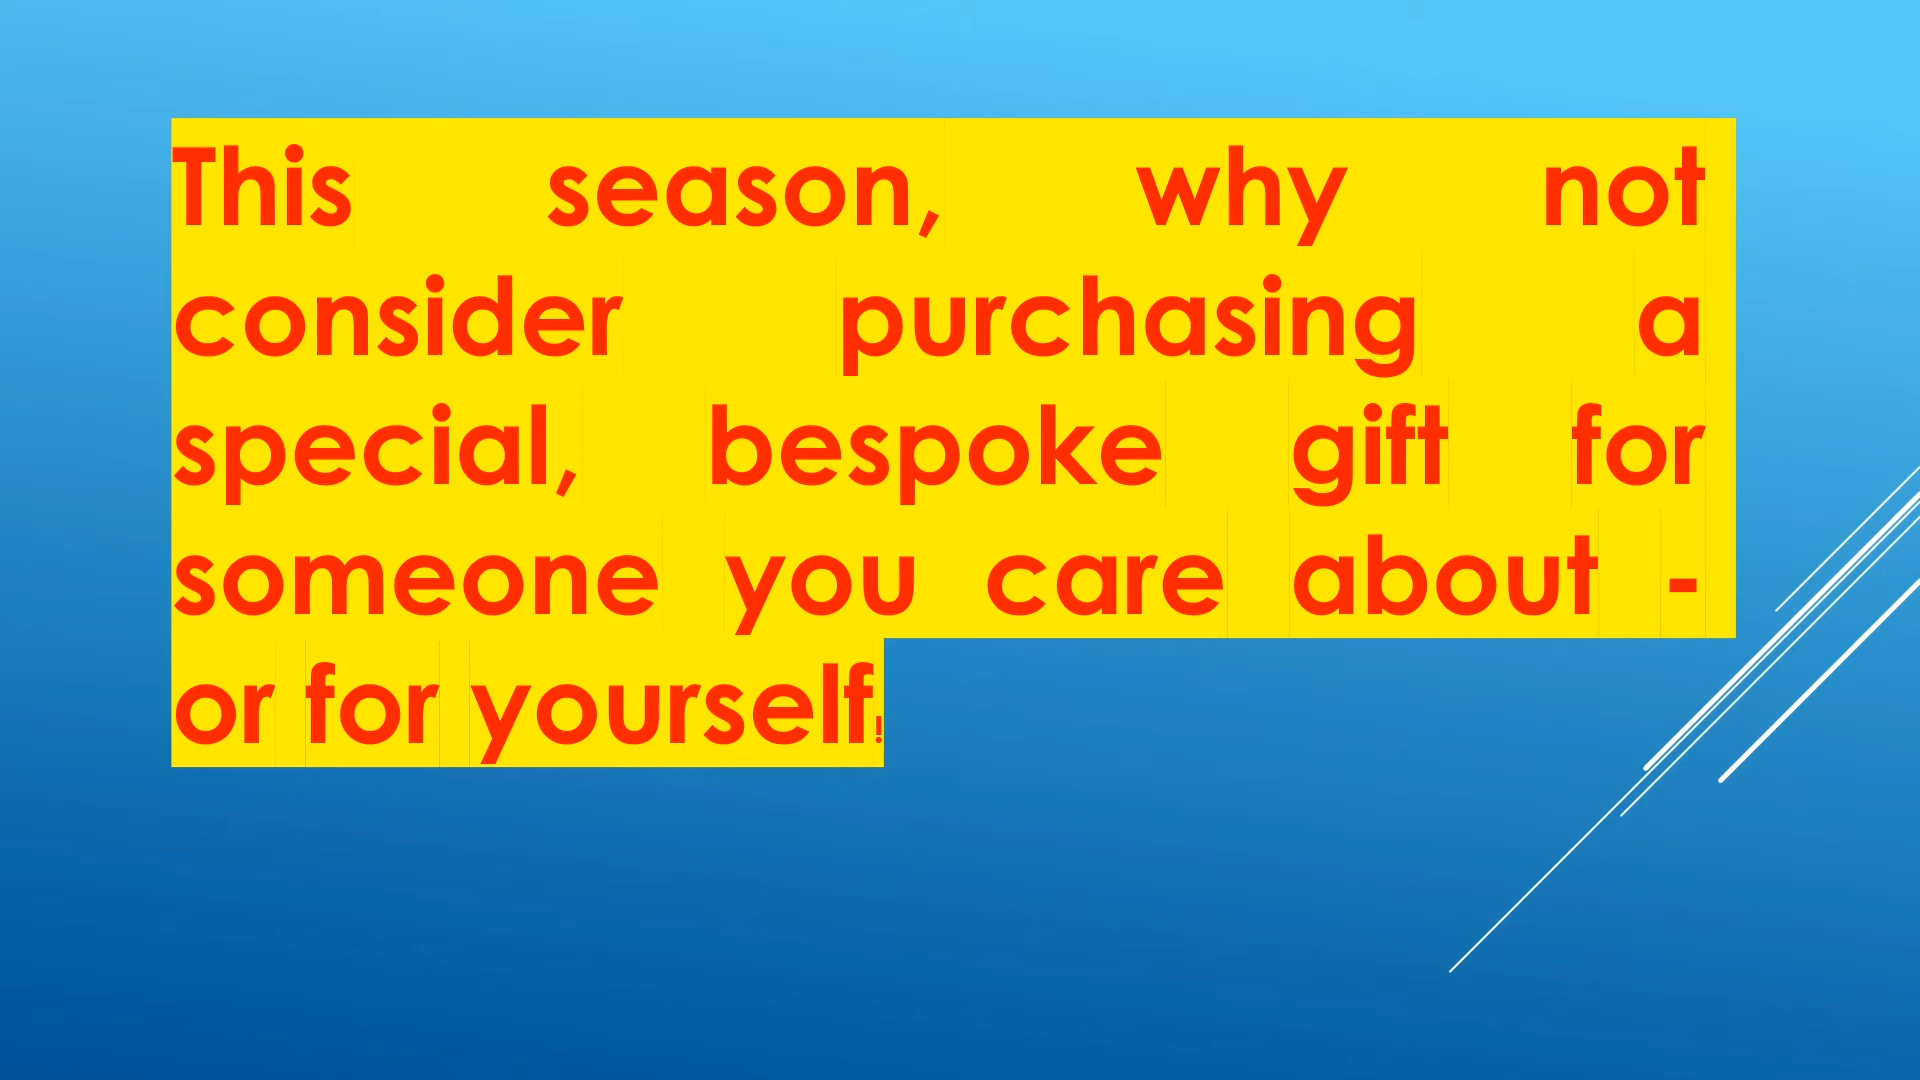 This season, why not
consider purchasing a
special, bespoke gift for
someone you care about -
or for yourself!